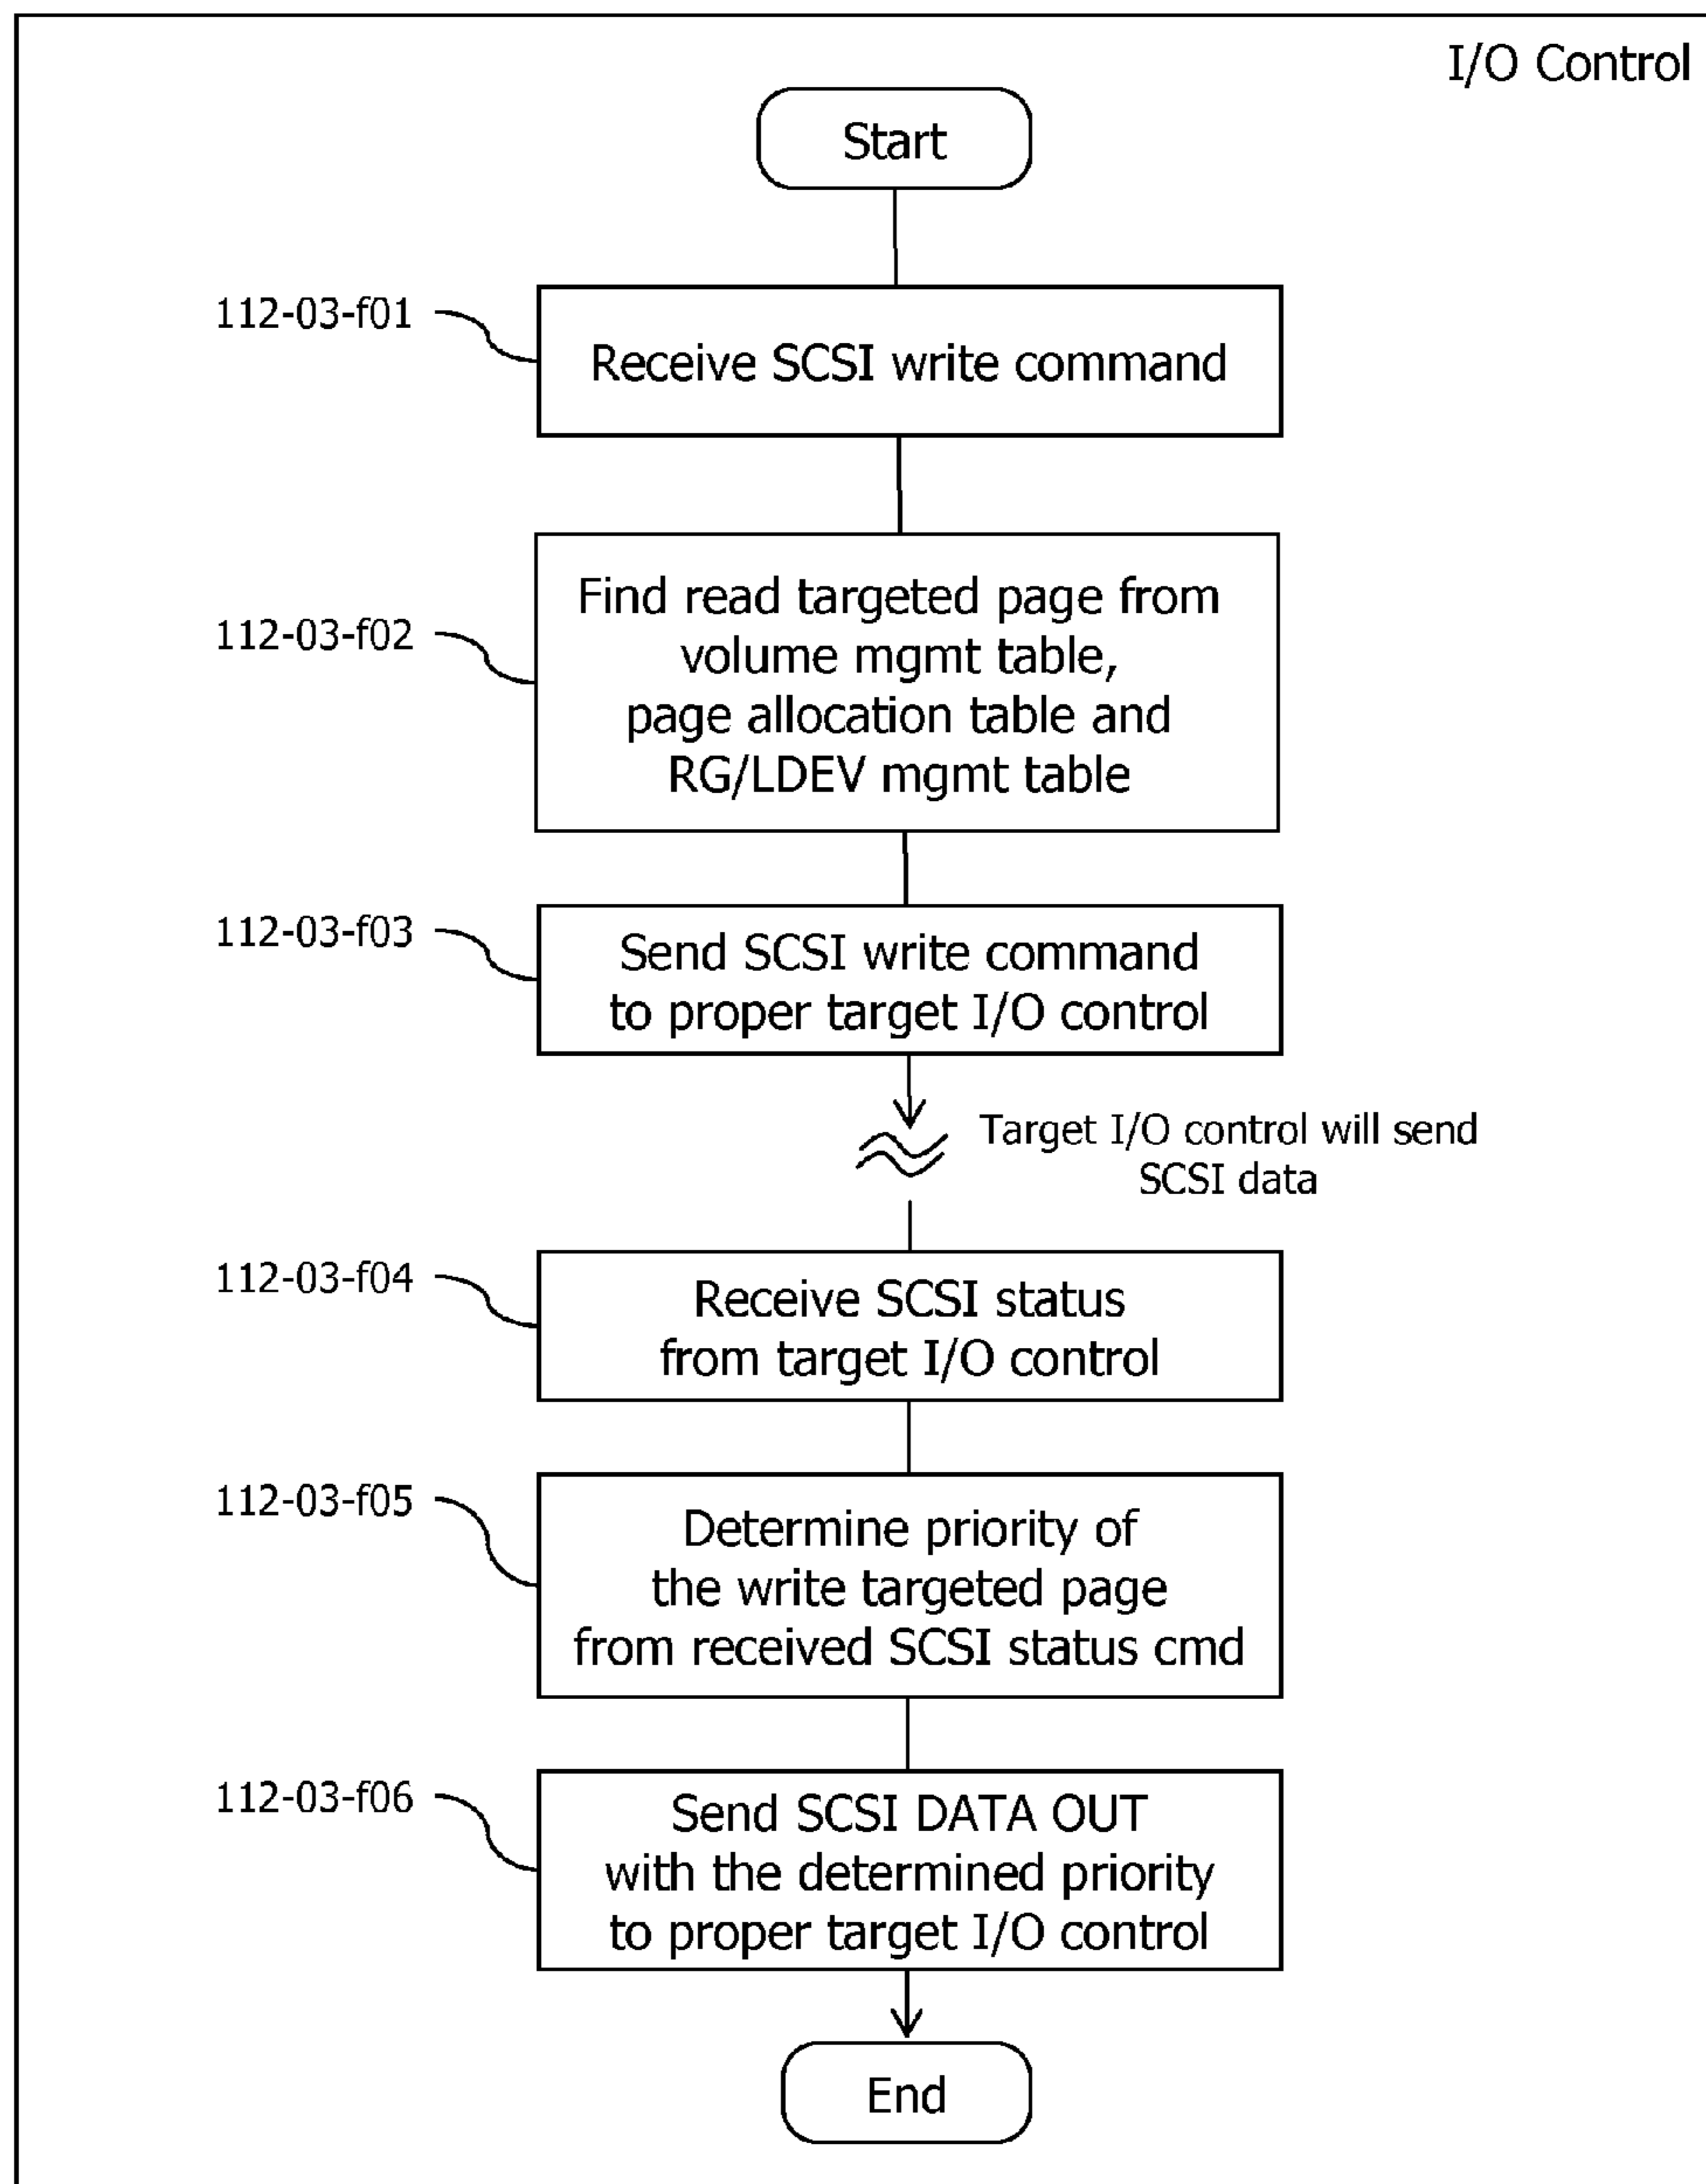 I/O Control
Start
112-03-f01
Receive SCSI write command
112-03-f02
Find read targeted page from
volume mgmt table,
page allocation table and
RG/LDEV mgmt table
112-03-f03
Send SCSI write command
to proper target I/O control
Target I/O control will send
SCSI data
112-03-f04
Receive SCSI status
from target I/O control
112-03-f05
Determine priority of
the write targeted page
from received SCSI status cmd
112-03-f06
Send SCSI DATA OUT
with the determined priority
to proper target I/O control
End